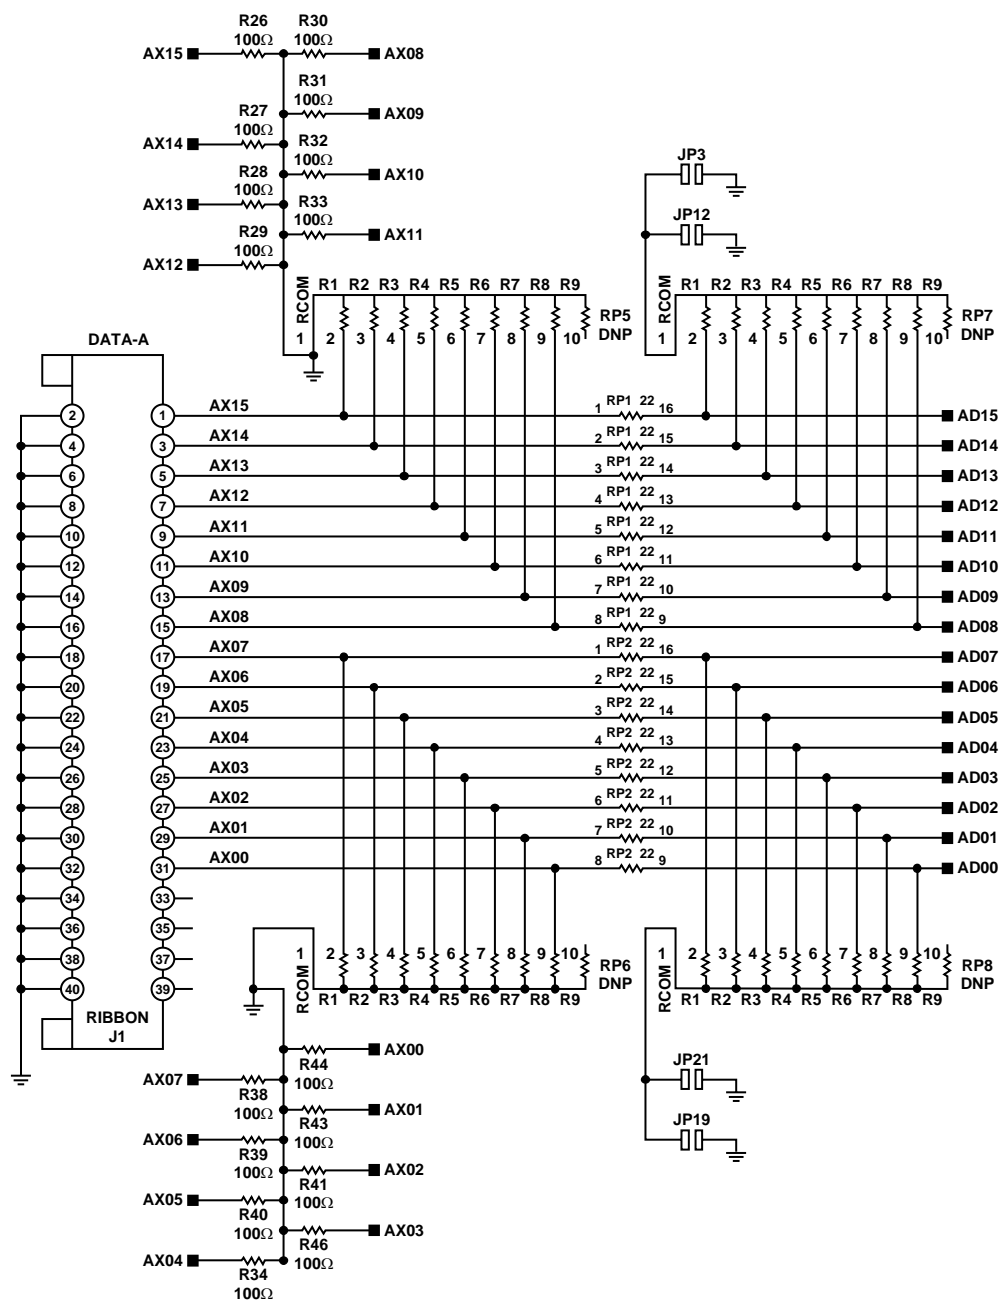 R26 R30
100Ω 100Ω
AX15 AX08
R31
100Ω
AX09
R27
100Ω
AX14
R32
100Ω
AX10
R28
100Ω
AX13
R33
100Ω
AX11
R29
100Ω
AX12
JP3
JP12
RCOM R1 R2 R3 R4 R5 R6 R7 R8 R9
1 2 3 4 5 6 7 8 9 10
RP5
DNP
RCOM R1 R2 R3 R4 R5 R6 R7 R8 R9
1 2 3 4 5 6 7 8 9 10
RP7
DNP
DATA-A
2 1 AX15 1 RP1 22 16 AD15
4 3 AX14 2 RP1 22 15 AD14
6 5 AX13 3 RP1 22 14 AD13
8 7 AX12 4 RP1 22 13 AD12
10 9 AX11 5 RP1 22 12 AD11
12 11 AX10 6 RP1 22 11 AD10
14 13 AX09 7 RP1 22 10 AD09
16 15 AX08 8 RP1 22 9 AD08
18 17 AX07 1 RP2 22 16 AD07
20 19 AX06 2 RP2 22 15 AD06
22 21 AX05 3 RP2 22 14 AD05
24 23 AX04 4 RP2 22 13 AD04
26 25 AX03 5 RP2 22 12 AD03
28 27 AX02 6 RP2 22 11 AD02
30 29 AX01 7 RP2 22 10 AD01
32 31 AX00 8 RP2 22 9 AD00
34 33
36 35
38 37
40 39
RIBBON
J1
1 2 3 4 5 6 7 8 9 10
RCOM R1 R2 R3 R4 R5 R6 R7 R8 R9
RP6
DNP
1 2 3 4 5 6 7 8 9 10
RCOM R1 R2 R3 R4 R5 R6 R7 R8 R9
RP8
DNP
AX00
R44
100Ω
AX07
R38
100Ω
AX01
R43
100Ω
AX06
R39
100Ω
AX02
R41
100Ω
AX05
R40
100Ω
AX03
R46
100Ω
AX04
R34
100Ω
JP21
JP19